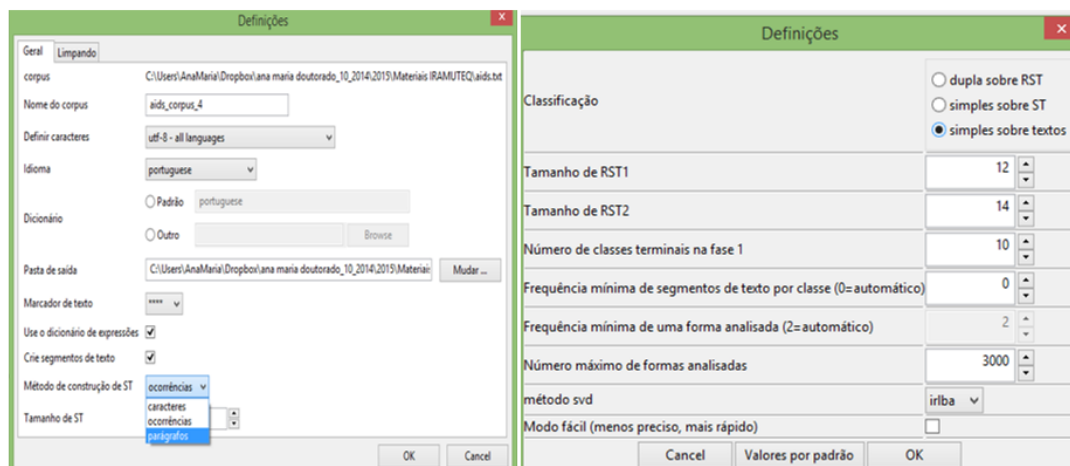 Definições
x
Geral Limpando
corpus C:\Users\AnaMaria\Dropbox\ana maria doutorado_10_2014\2015\Materiais IRAMUTEQ\aids.txt
Nome do corpus aids_corpus_4
Definir caracteres utf-8 - all languages
Idioma portuguese
Dicionário
Padrão portuguese
Outro Browse
Pasta de saída C:\Users\AnaMaria\Dropbox\ana maria doutorado_10_2014\2015\Materiais Mudar ...
Marcador de texto ****
Use o dicionário de expressões
Crie segmentos de texto
Método de construção de ST ocorrências
caracteres
Tamanho de ST ocorrências
parágrafos
OK Cancel
Definições
x
Classificação
dupla sobre RST
simples sobre ST
simples sobre textos
Tamanho de RST1 12
Tamanho de RST2 14
Número de classes terminais na fase 1 10
Frequência mínima de segmentos de texto por classe (0=automático) 0
Frequência mínima de uma forma analisada (2=automático) 2
Número máximo de formas analisadas 3000
método svd irlba
Modo fácil (menos preciso, mais rápido)
Cancel Valores por padrão OK